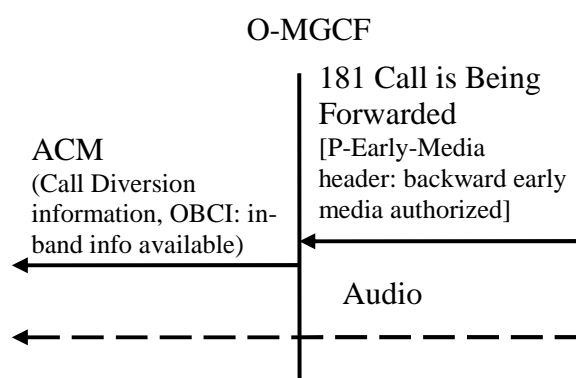 O-MGCF
181 Call is Being
Forwarded
[P-Early-Media
header: backward early
media authorized]
ACM
(Call Diversion
information, OBCI: in-
band info available)
Audio